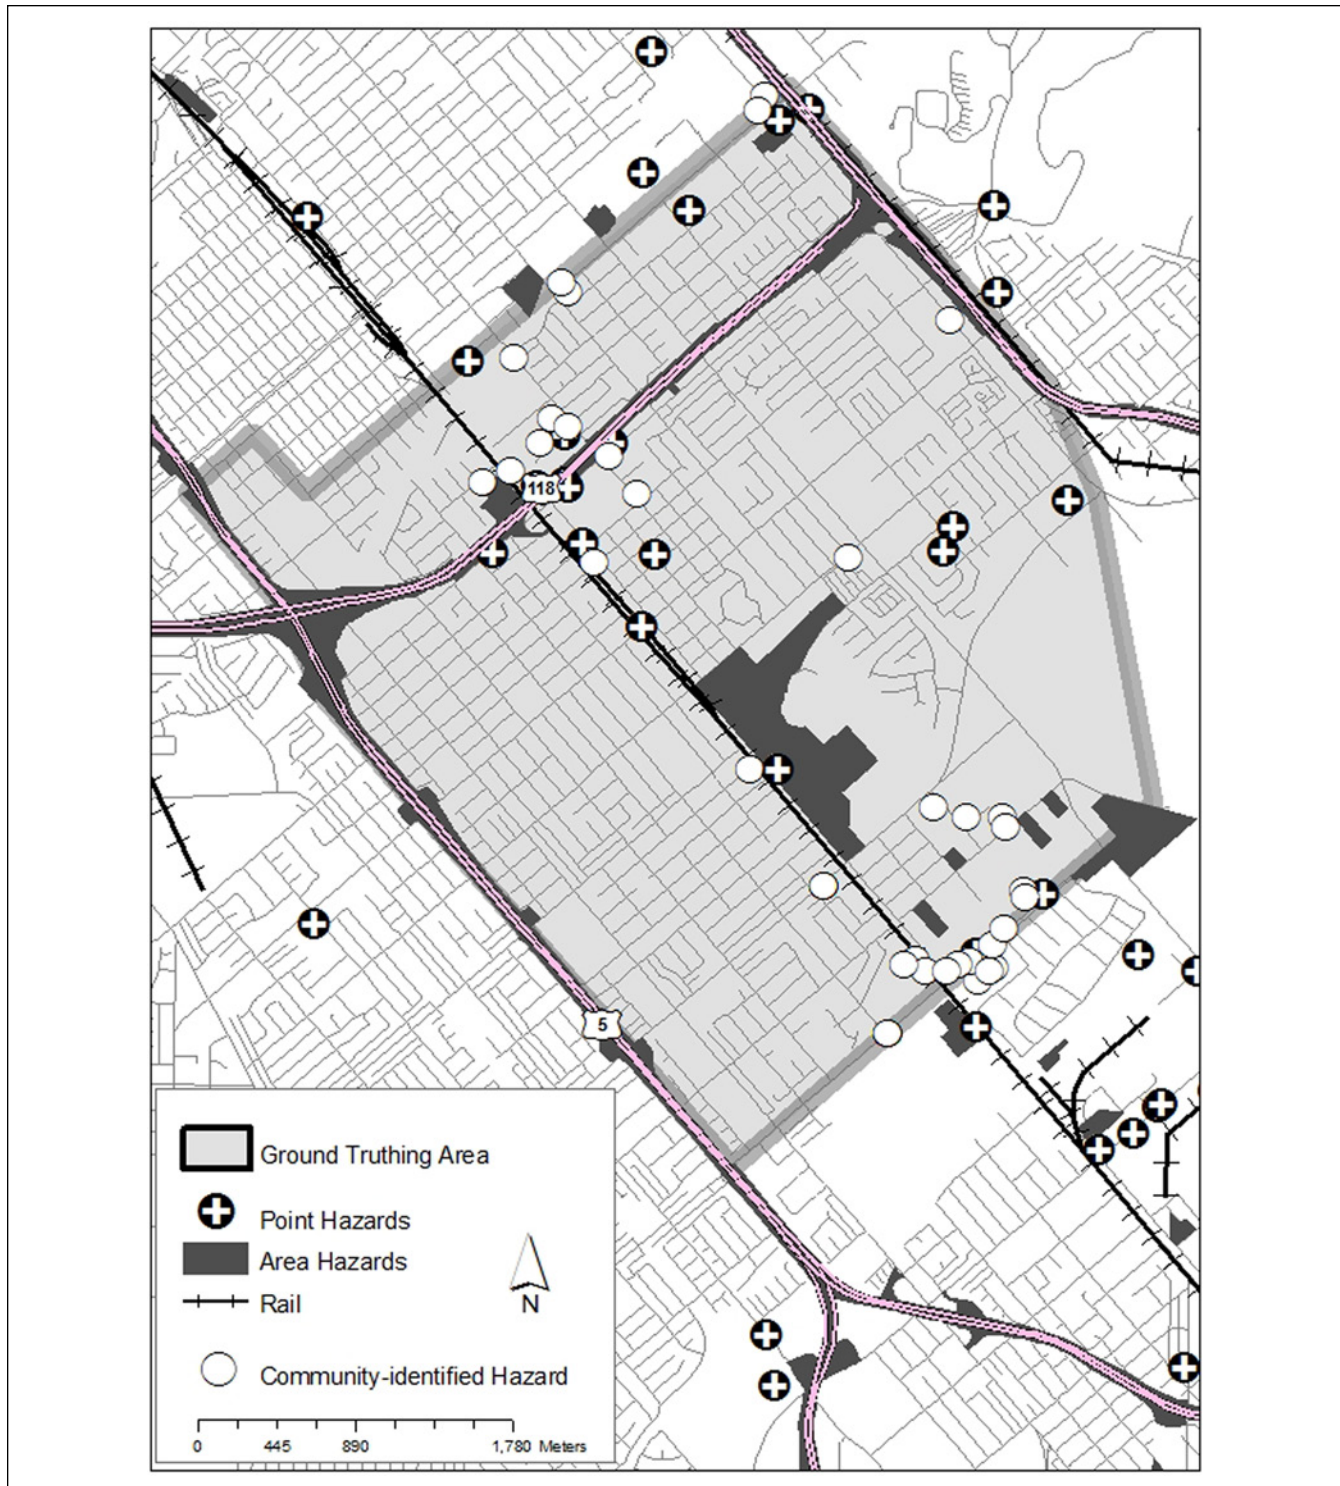 118
5
Ground Truthing Area
Point Hazards
Area Hazards
Rail
N
Community-identified Hazard
0 445 890 1,780 Meters